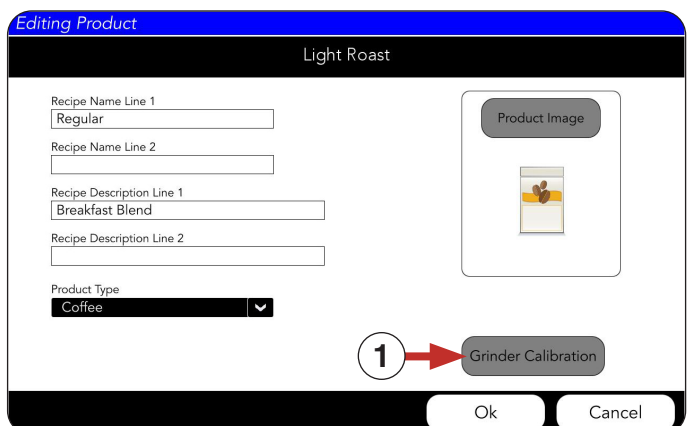 Editing Product
Light Roast
Recipe Name Line 1
Regular
Recipe Name Line 2
Recipe Description Line 1
Breakfast Blend
Recipe Description Line 2
Product Type
Coffee
Product Image
1
Grinder Calibration
Ok
Cancel